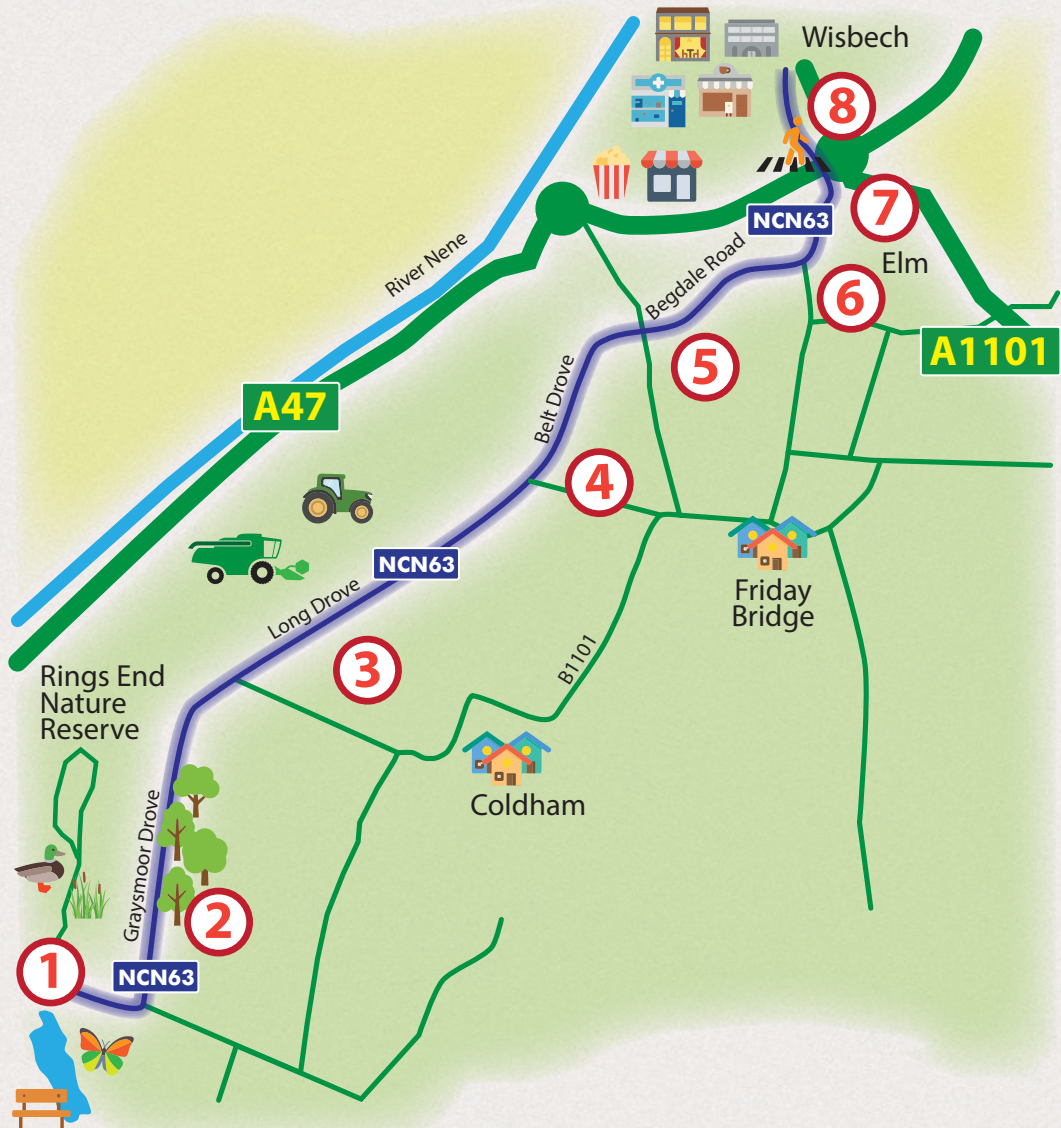 Wisbech
hTd
8
7
NCN63
Elm
River Nene
Begdale Road
6
A1101
5
A47
Belt Drove
4
NCN63
Long Drove
Friday
Bridge
B1101
3
Rings End
Nature
Reserve
Coldham
Graysmoor Drove
2
1
NCN63